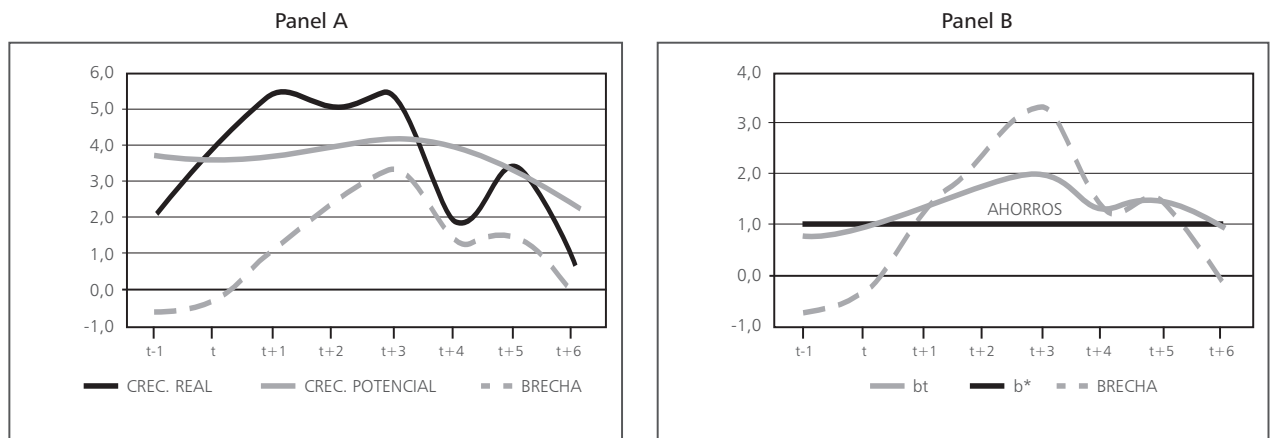 Panel A
6,0
5,0
4,0
3,0
2,0
1,0
0,0
-1,0
t-1 t t+1 t+2 t+3 t+4 t+5 t+6
CREC. REAL CREC. POTENCIAL BRECHA
Panel B
4,0
3,0
2,0
1,0
0,0
-1,0
AHORROS
t-1 t t+1 t+2 t+3 t+4 t+5 t+6
bt b* BRECHA